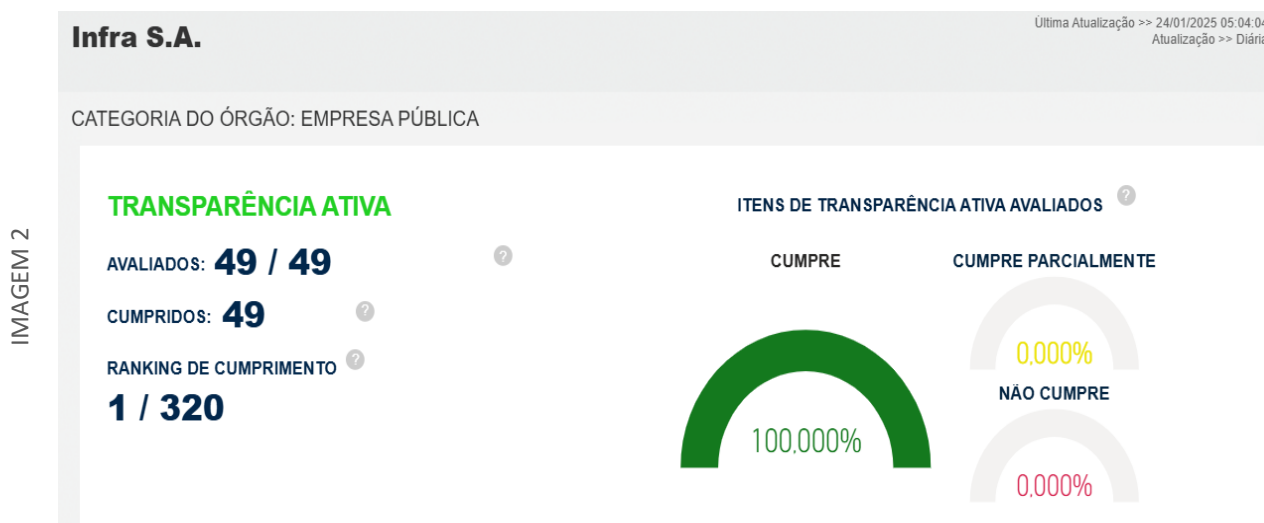 Infra S.A.
Última Atualização >> 24/01/2025 05:04:04
Atualização >> Diária
CATEGORIA DO ÓRGÃO: EMPRESA PÚBLICA
IMAGEM 2
TRANSPARÊNCIA ATIVA
AVALIADOS: 49 / 49 ?
CUMPRIDOS: 49 ?
RANKING DE CUMPRIMENTO ?
1 / 320
ITENS DE TRANSPARÊNCIA ATIVA AVALIADOS ?
CUMPRE
100,000%
CUMPRE PARCIALMENTE
0,000%
NÃO CUMPRE
0,000%